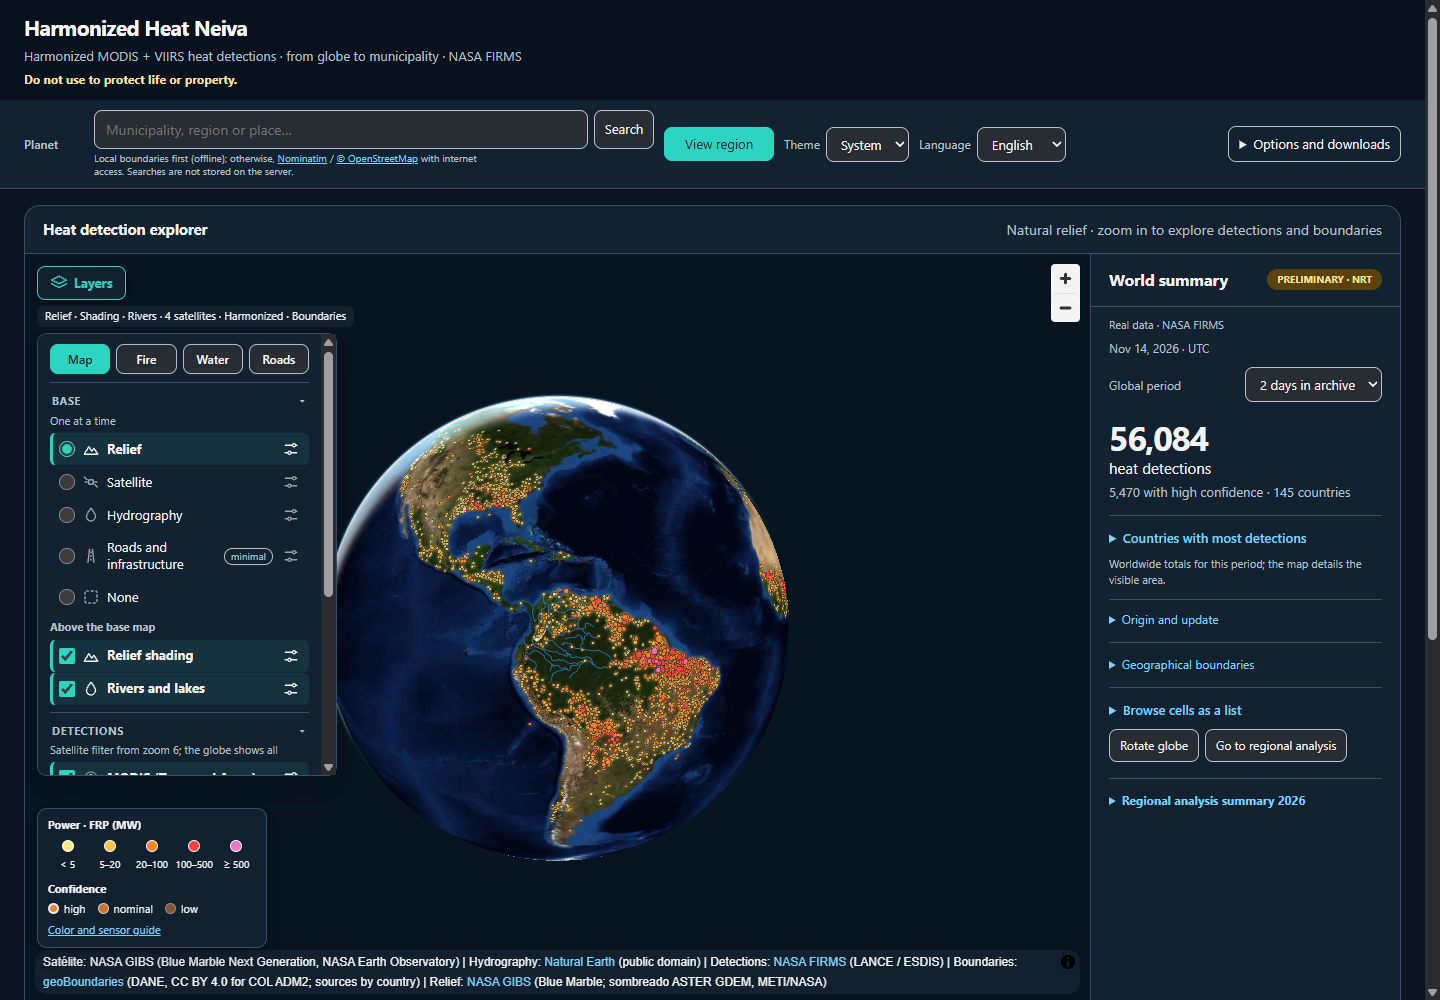 Harmonized Heat Neiva
Harmonized MODIS + VIIRS heat detections · from globe to municipality · NASA FIRMS
Do not use to protect life or property.
Planet
Municipality, region or place...
Search
Local boundaries first (offline); otherwise, Nominatim / © OpenStreetMap with internet
access. Searches are not stored on the server.
View region
Theme
System
Language
English
▶ Options and downloads
Heat detection explorer
Natural relief · zoom in to explore detections and boundaries
Layers
Relief · Shading · Rivers · 4 satellites · Harmonized · Boundaries
Map
Fire
Water
Roads
BASE
One at a time
Relief
Satellite
Hydrography
Roads and
infrastructure
minimal
None
Above the base map
Relief shading
Rivers and lakes
DETECTIONS
Satellite filter from zoom 6; the globe shows all
Power · FRP (MW)
< 5
5–20
20–100
100–500
≥ 500
Confidence
high
nominal
low
Color and sensor guide
+
−
World summary
PRELIMINARY · NRT
Real data · NASA FIRMS
Nov 14, 2026 · UTC
Global period
2 days in archive
56,084
heat detections
5,470 with high confidence · 145 countries
▶ Countries with most detections
Worldwide totals for this period; the map details the
visible area.
▶ Origin and update
▶ Geographical boundaries
▶ Browse cells as a list
Rotate globe
Go to regional analysis
▶ Regional analysis summary 2026
Satélite: NASA GIBS (Blue Marble Next Generation, NASA Earth Observatory) | Hydrography: Natural Earth (public domain) | Detections: NASA FIRMS (LANCE / ESDIS) | Boundaries:
geoBoundaries (DANE, CC BY 4.0 for COL ADM2; sources by country) | Relief: NASA GIBS (Blue Marble; sombreado ASTER GDEM, METI/NASA)